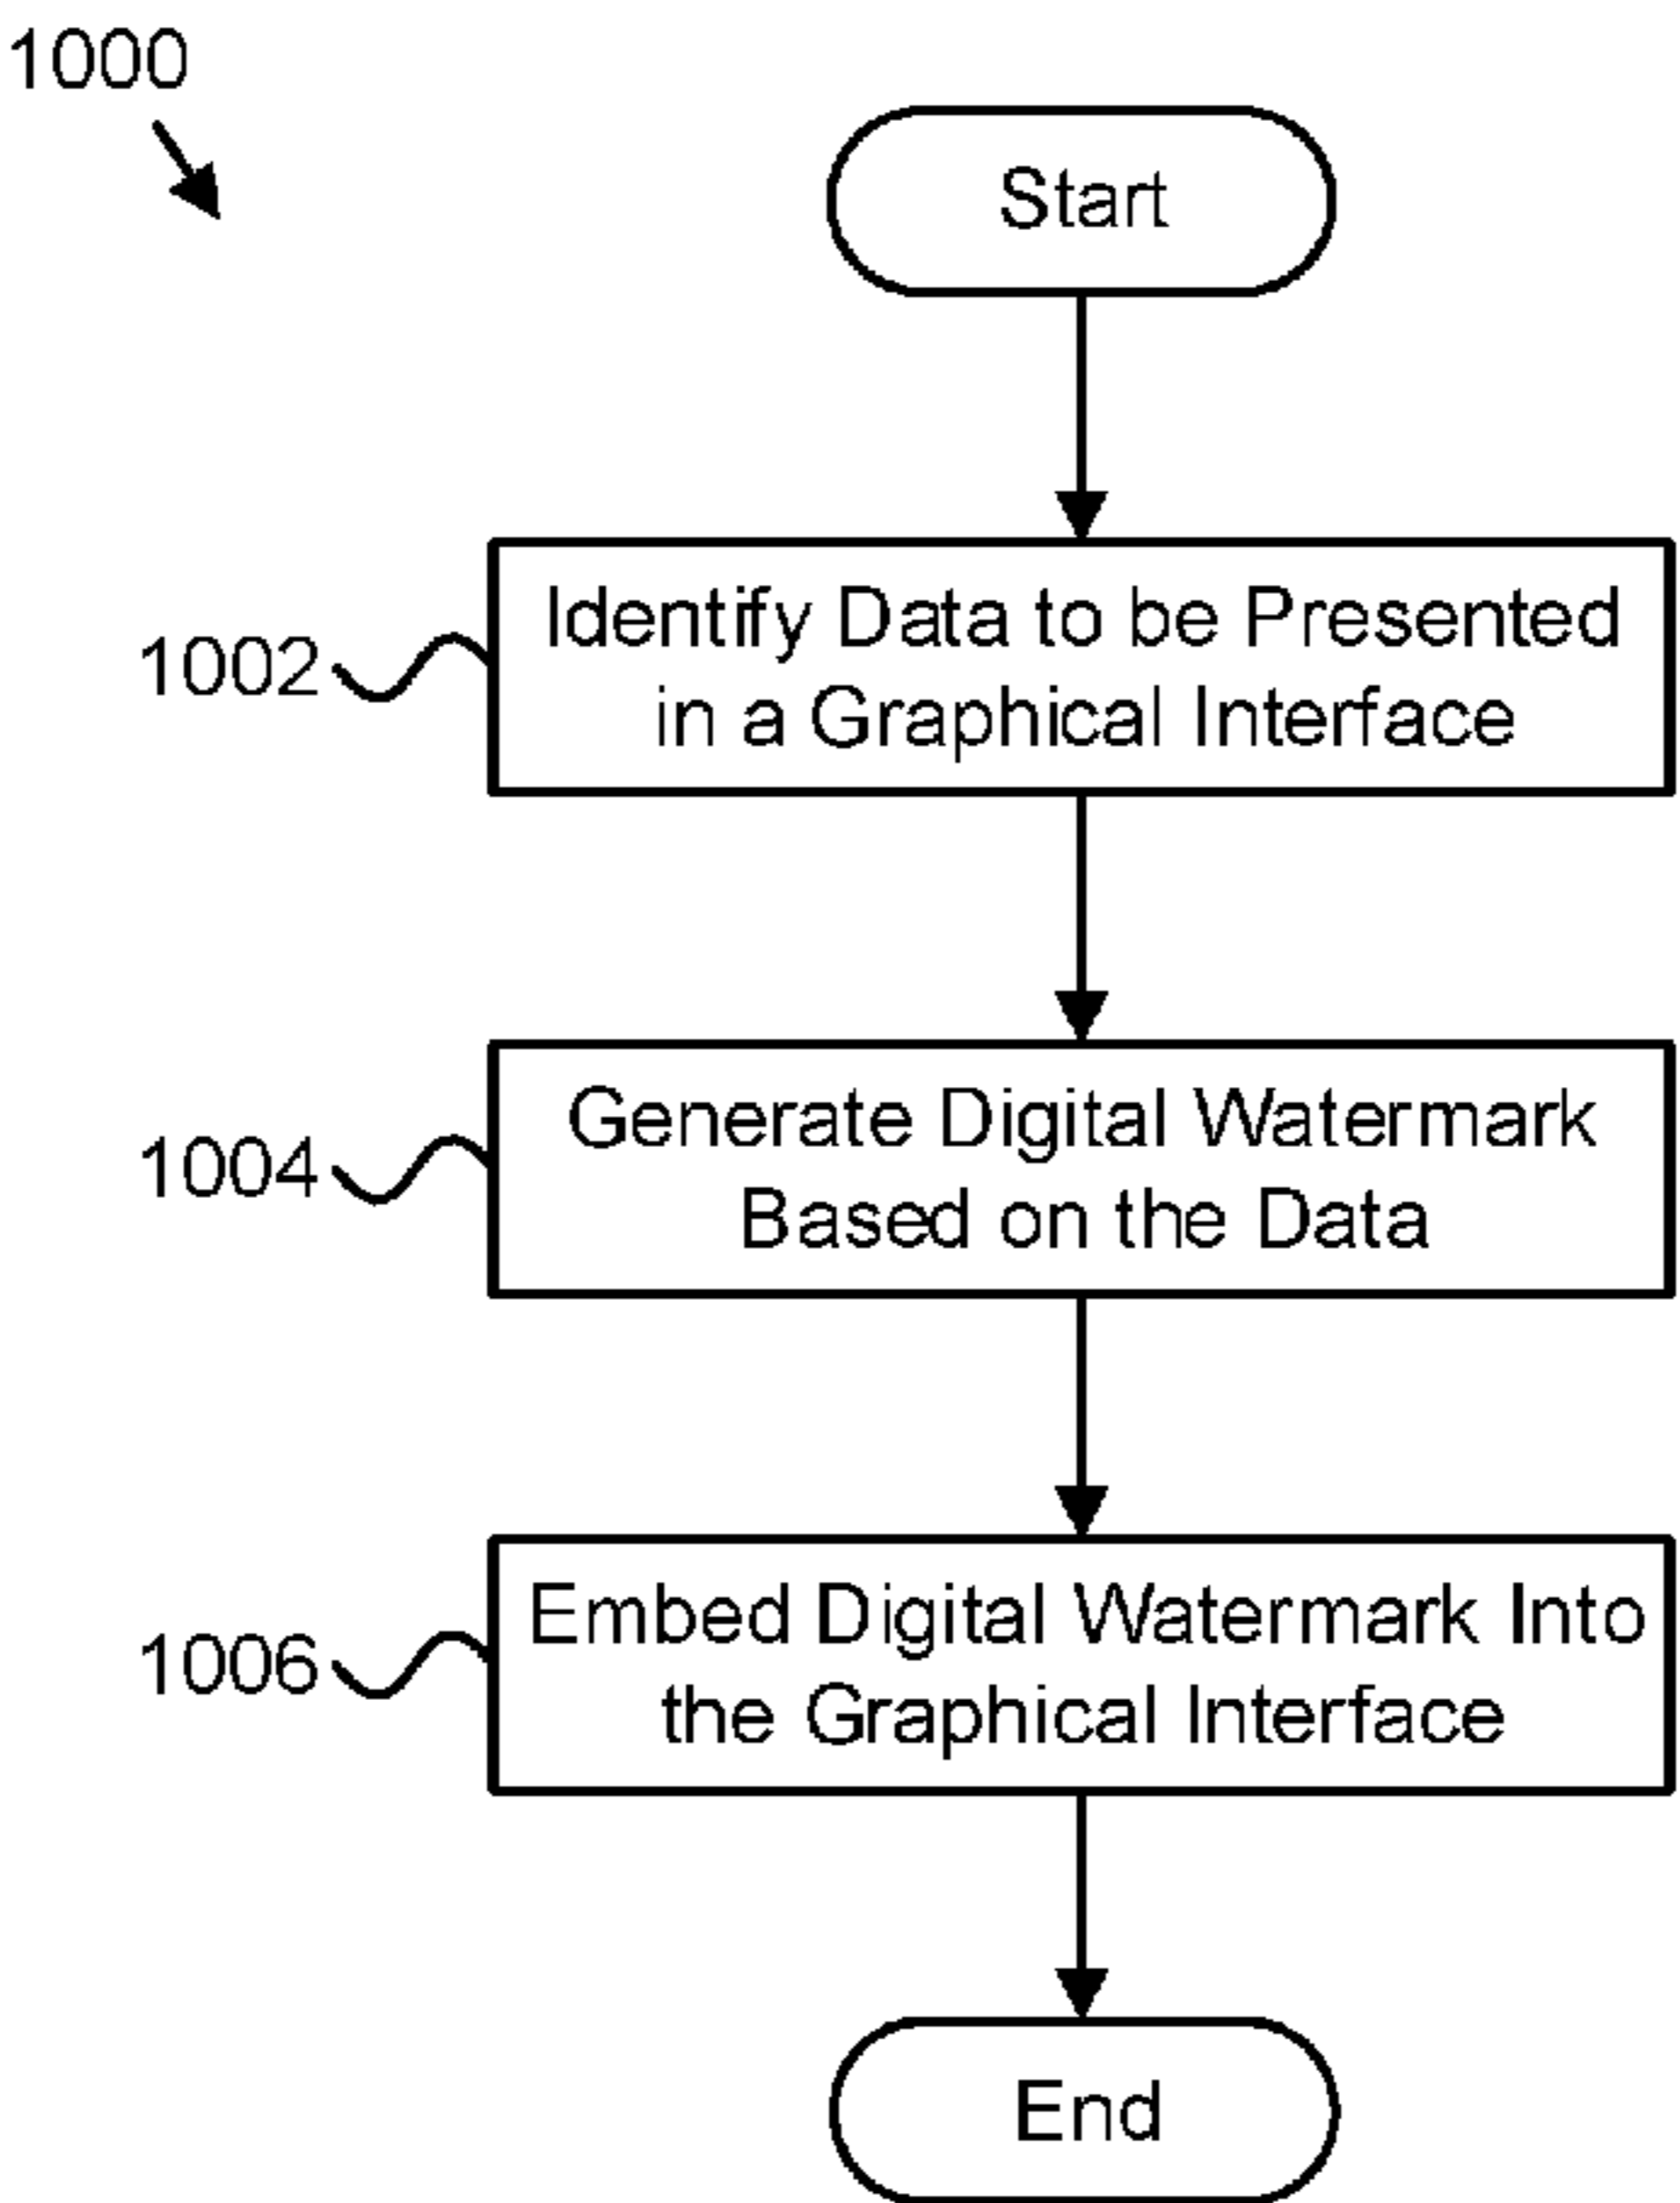 1000
Start
1002
Identify Data to be Presented
in a Graphical Interface
1004
Generate Digital Watermark
Based on the Data
1006
Embed Digital Watermark Into
the Graphical Interface
End